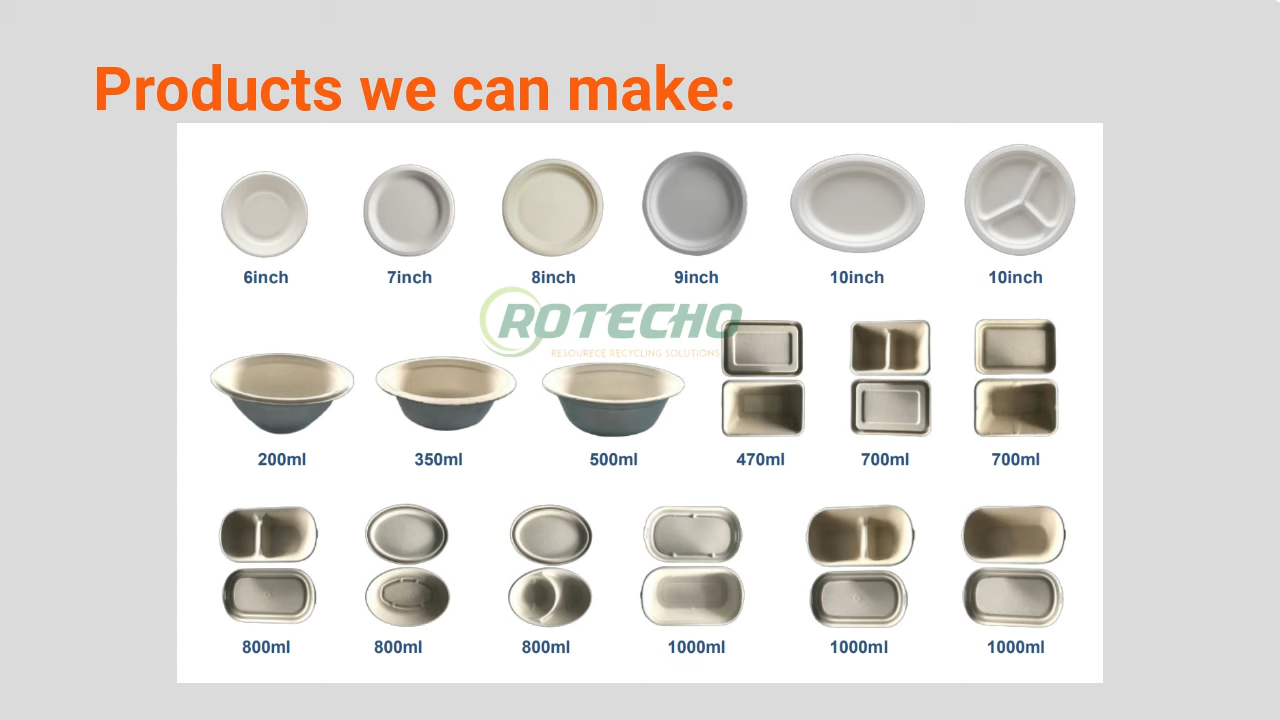 Products we can make:
6inch
7inch
8inch
9inch
10inch
10inch
ROTECHO
RESOURECE RECYCLING SOLUTIONS
200ml
350ml
500ml
470ml
700ml
700ml
800ml
800ml
800ml
1000ml
1000ml
1000ml